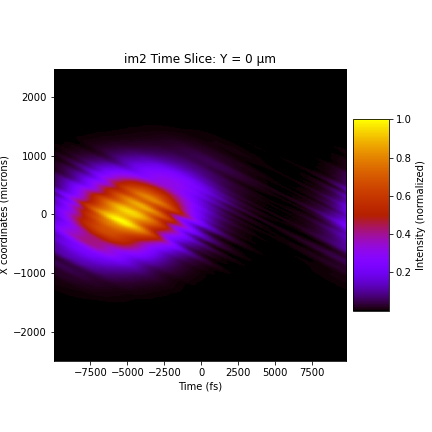 im2 Time Slice: Y = 0 μm
2000
1000
0
−1000
−2000
X coordinates (microns)
−7500 −5000 −2500 0 2500 5000 7500
Time (fs)
1.0
0.8
0.6
0.4
0.2
Intensity (normalized)